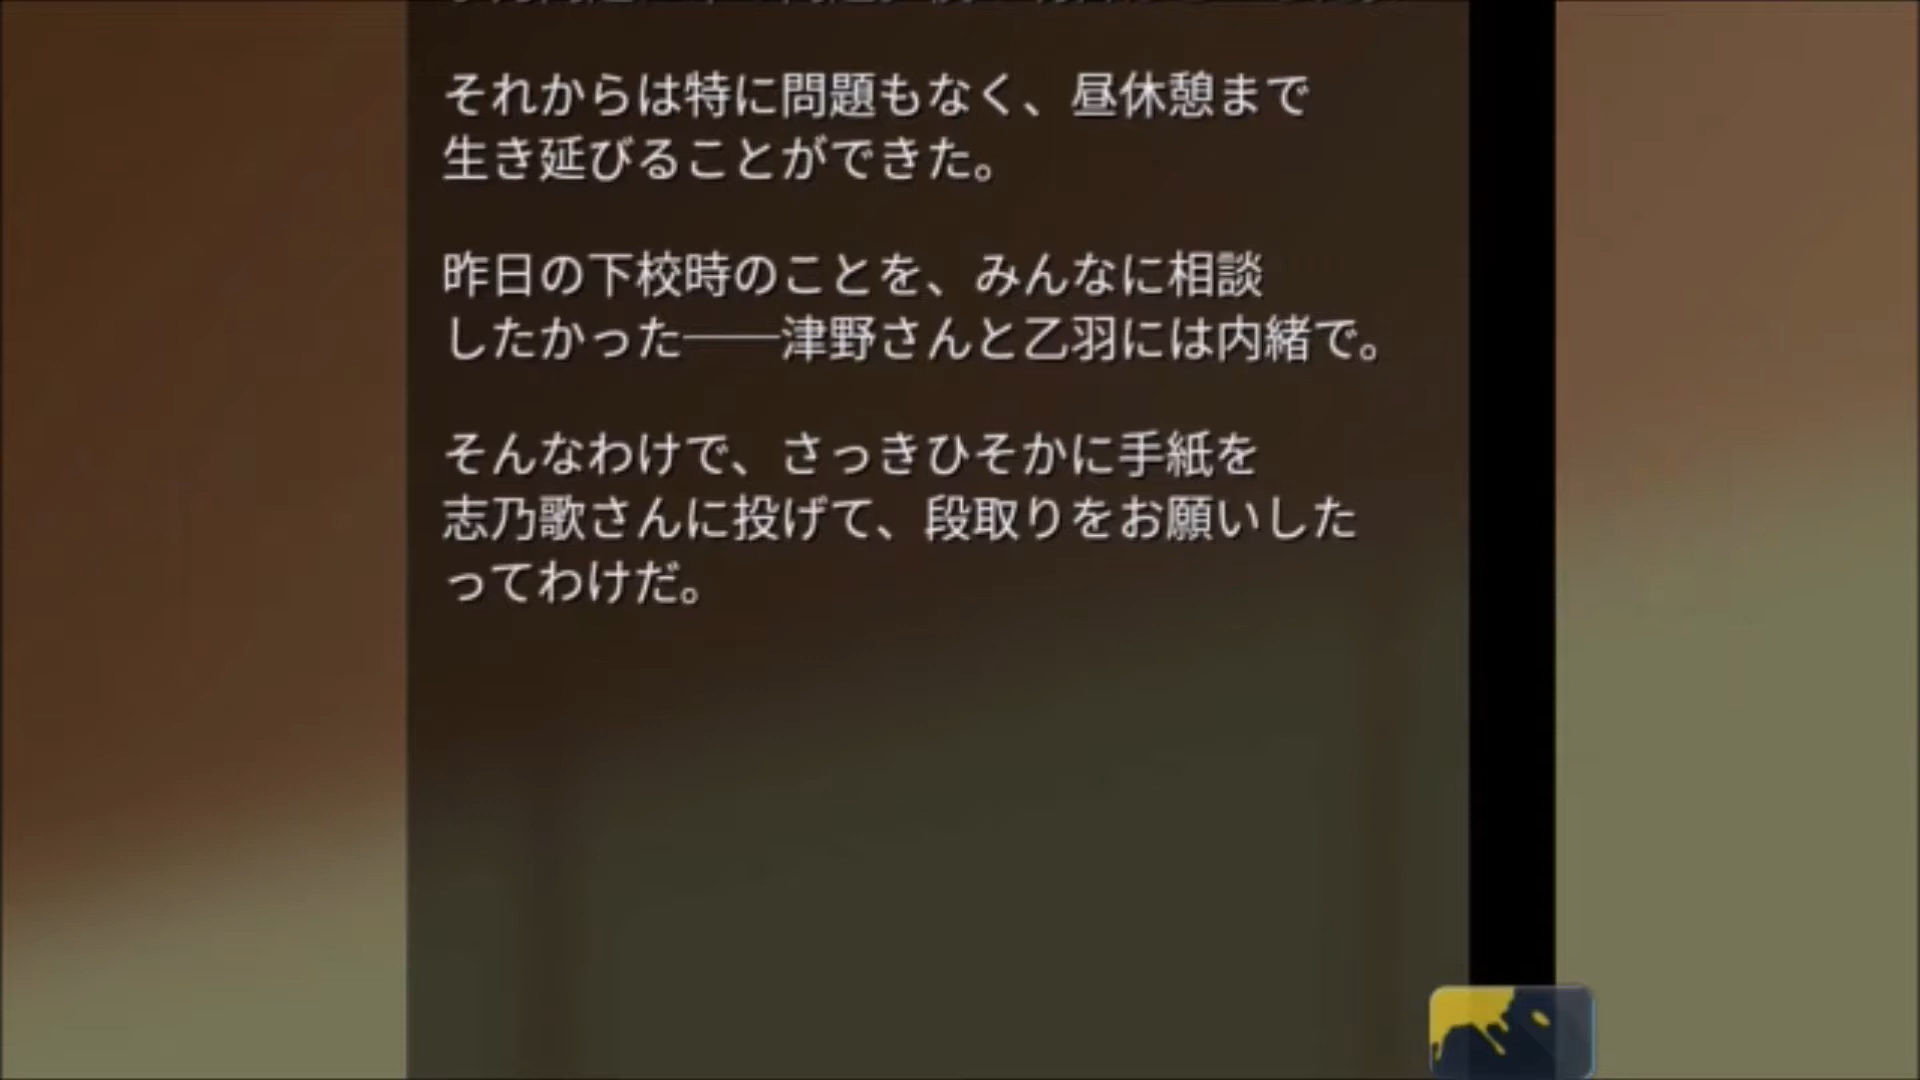 それからは特に問題もなく、昼休憩まで
生き延びることができた。
昨日の下校時のことを、みんなに相談
したかった――津野さんと乙羽には内緒で。
そんなわけで、さっきひそかに手紙を
志乃歌さんに投げて、段取りをお願いした
ってわけだ。